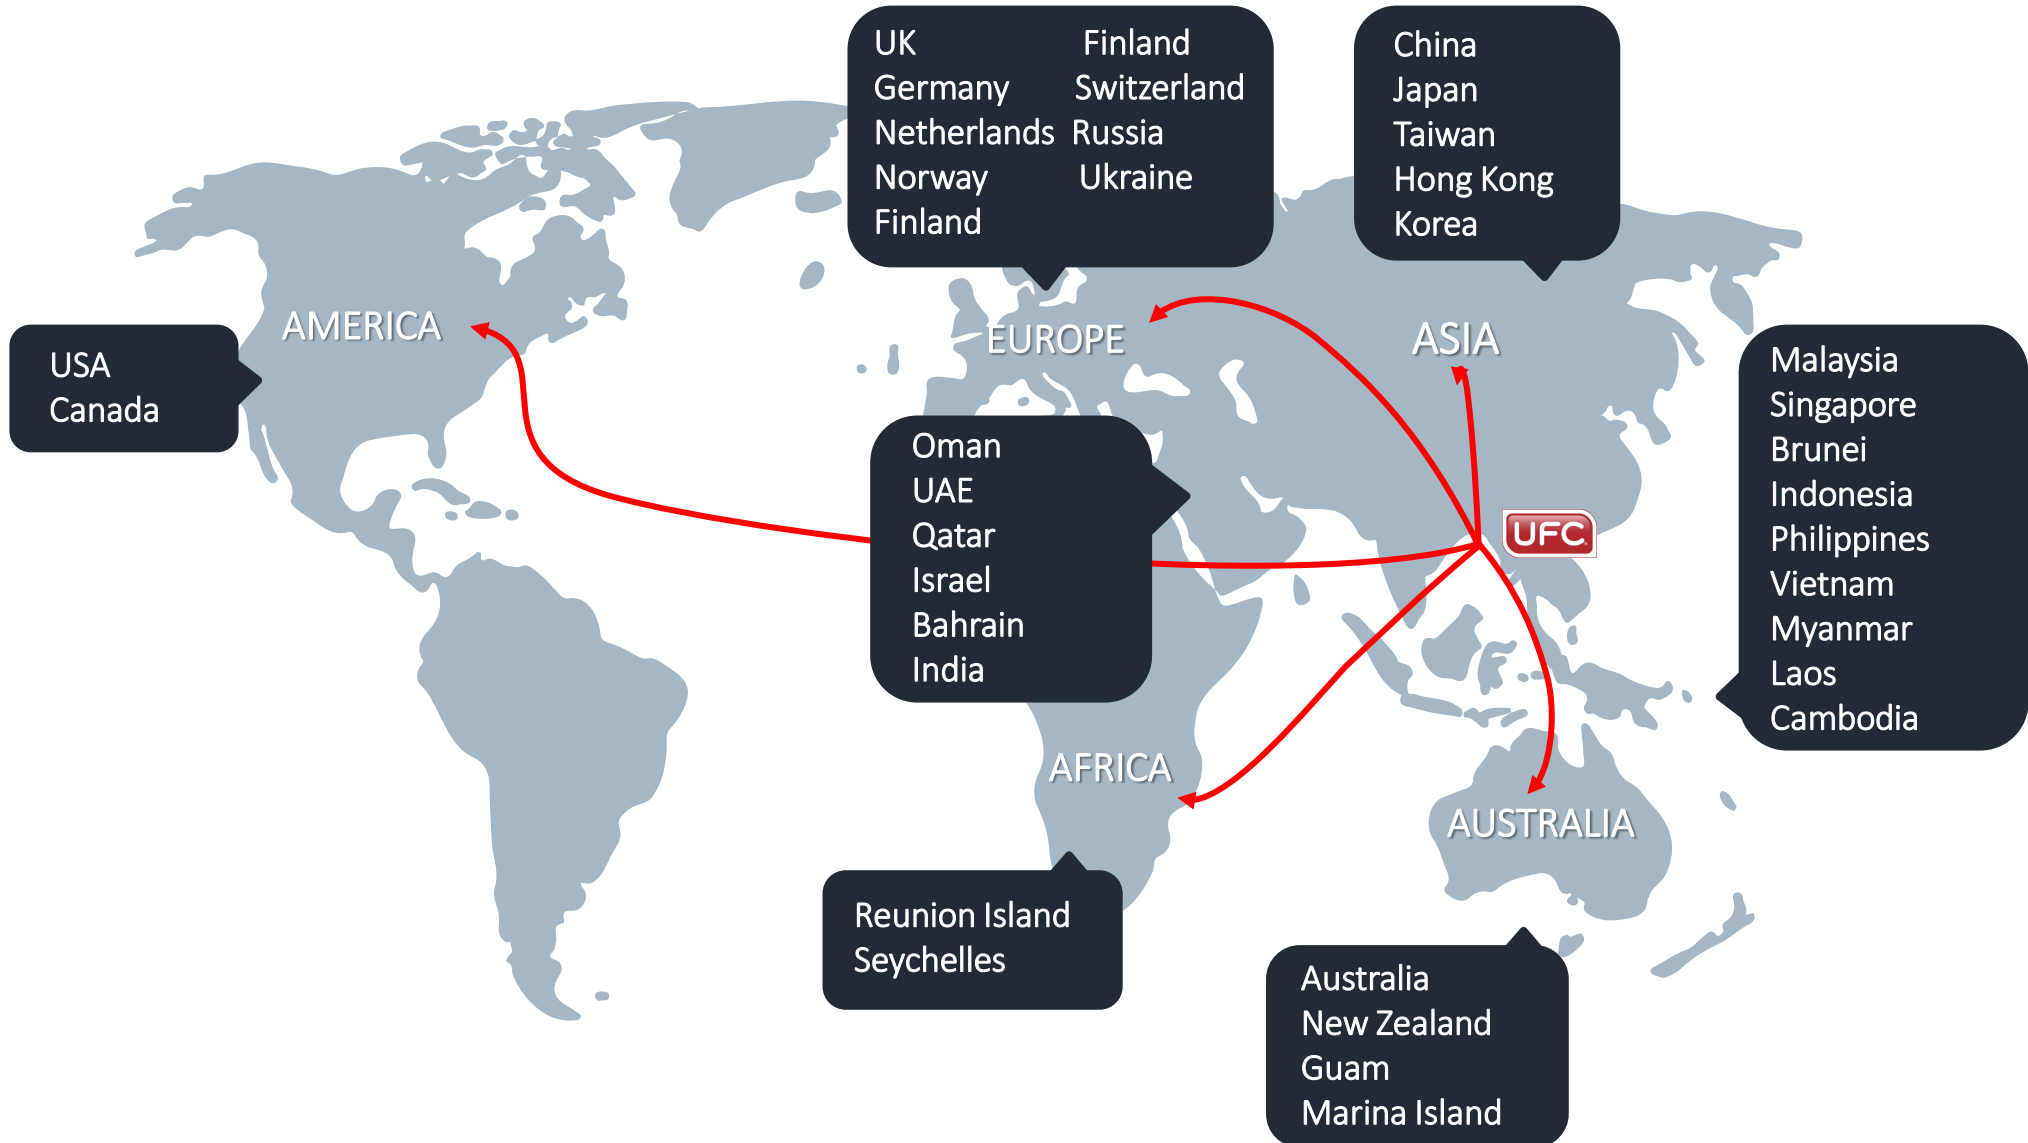 UK Finland
Germany Switzerland
Netherlands Russia
Norway Ukraine
Finland
China
Japan
Taiwan
Hong Kong
Korea
AMERICA
EUROPE
ASIA
USA
Canada
Malaysia
Singapore
Brunei
Indonesia
Philippines
Vietnam
Myanmar
Laos
Cambodia
Oman
UAE
Qatar
Israel
Bahrain
India
UFC
AFRICA
AUSTRALIA
Reunion Island
Seychelles
Australia
New Zealand
Guam
Marina Island